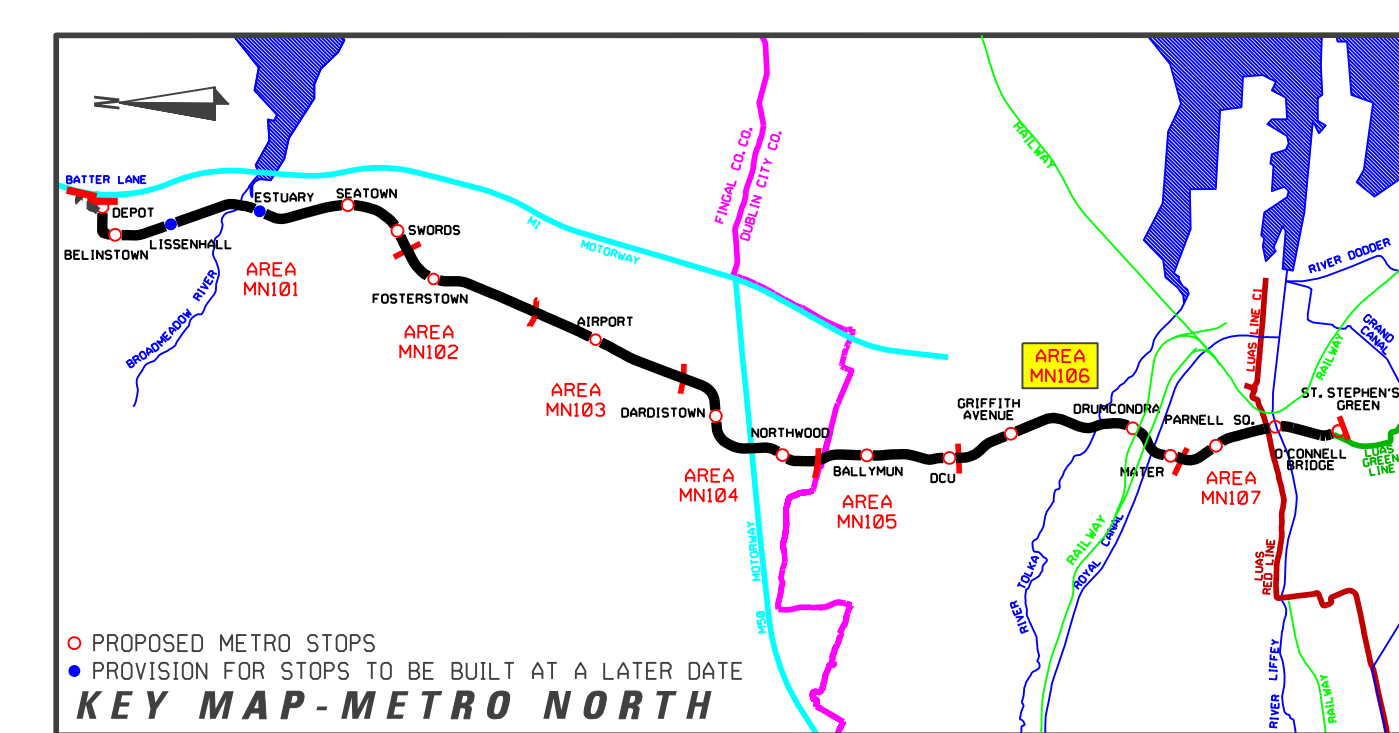 N
BATTER LANE
DEPOT
BELINSTOWN
LISSENHALL
ESTUARY
SEATOWN
SWORDS
FOSTERSTOWN
AREA
MN101
BROADMEADOW RIVER
AREA
MN102
AIRPORT
AREA
MN103
M1
MOTORWAY
FINGAL CO.CO.
DUBLIN CITY CO.
DARDISTOWN
NORTHWOOD
AREA
MN104
MOTORWAY
M50
BALLYMUN
AREA
MN105
DCU
GRIFFITH
AVENUE
AREA
MN106
RAILWAY
DRUMCONDRA
MATER
PARNELL SQ.
AREA
MN107
RIVER TOLKA
RAILWAY
ROYAL CANAL
LUAS LINE C1
RIVER DODDER
GRAND
CANAL
RAILWAY
ST. STEPHEN'S
GREEN
O'CONNELL
BRIDGE
LUAS
GREEN
LINE
LUAS
RED LINE
RIVER LIFFEY
RAILWAY
PROPOSED METRO STOPS
PROVISION FOR STOPS TO BE BUILT AT A LATER DATE
KEY MAP-METRO NORTH